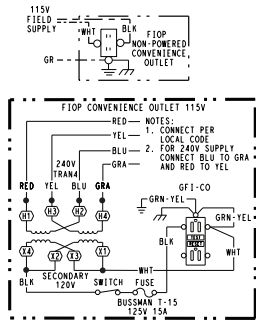 115V
FIELD
SUPPLY
WHT
BLK
FIOP
NON-POWERED
CONVENIENCE
OUTLET
GR
FIOP CONVENIENCE OUTLET 115V
RED
YEL
BLU
GRA
NOTES:
1. CONNECT PER
LOCAL CODE
2. FOR 240V SUPPLY
CONNECT BLU TO GRA
AND RED TO YEL
240V
TRAN4
RED YEL BLU GRA
H1 H3 H2 H4
GFI-CO
GRN-YEL
GRN-YEL
BLK
TEST
RESET
WHT
X4 X2 X3 X1
WHT
BLK
SECONDARY
120V
SWITCH FUSE
BUSSMAN T-15
125V 15A